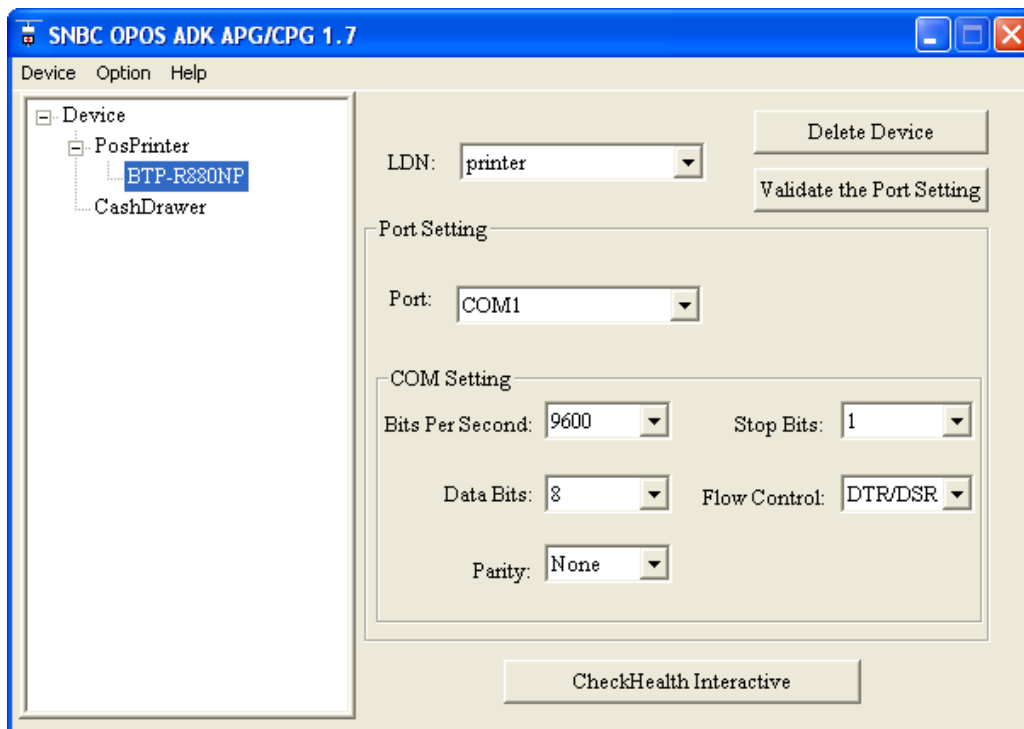 SNBC OPOS ADK APG/CPG 1.7
Device Option Help
Device
PosPrinter
BTP-R880NP
CashDrawer
LDN: printer
Delete Device
Validate the Port Setting
Port Setting
Port: COM1
COM Setting
Bits Per Second: 9600 Stop Bits: 1
Data Bits: 8 Flow Control: DTR/DSR
Parity: None
CheckHealth Interactive